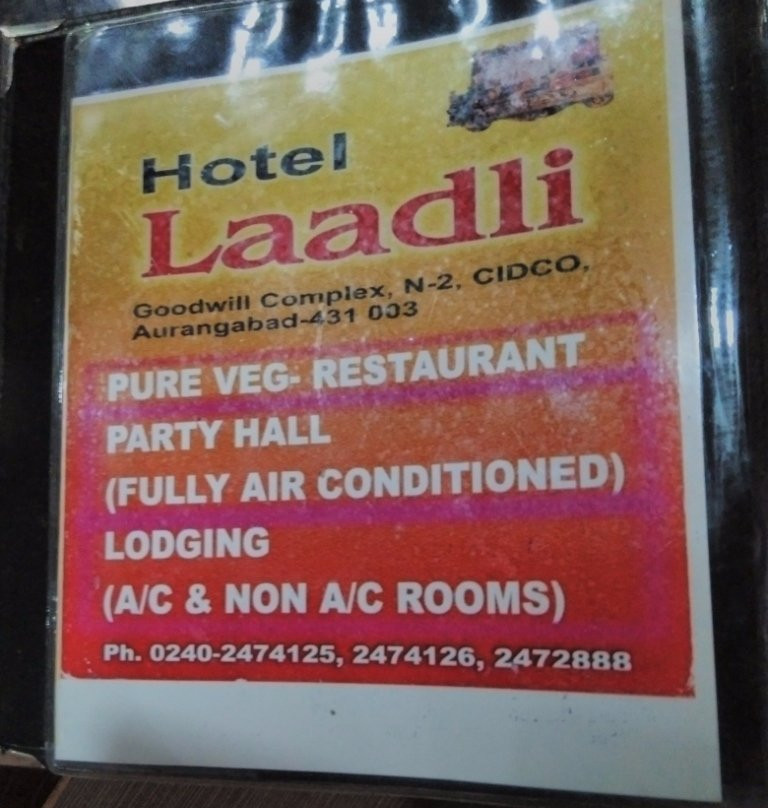 Hotel
Laadli
Goodwill Complex, N-2, CIDCO,
Aurangabad-431 003
PURE VEG- RESTAURANT
PARTY HALL
(FULLY AIR CONDITIONED)
LODGING
(A/C & NON A/C ROOMS)
Ph. 0240-2474125, 2474126, 2472888